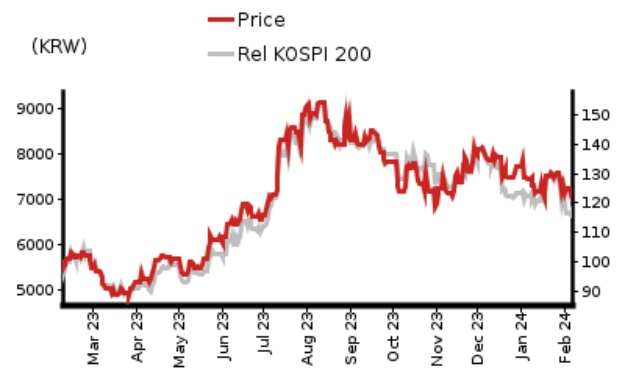 Price
(KRW)
Rel KOSPI 200
9000
8000
7000
6000
5000
150
140
130
120
110
100
90
Mar 23
Apr 23
May 23
Jun 23
Jul 23
Aug 23
Sep 23
Oct 23
Nov 23
Dec 23
Jan 24
Feb 24